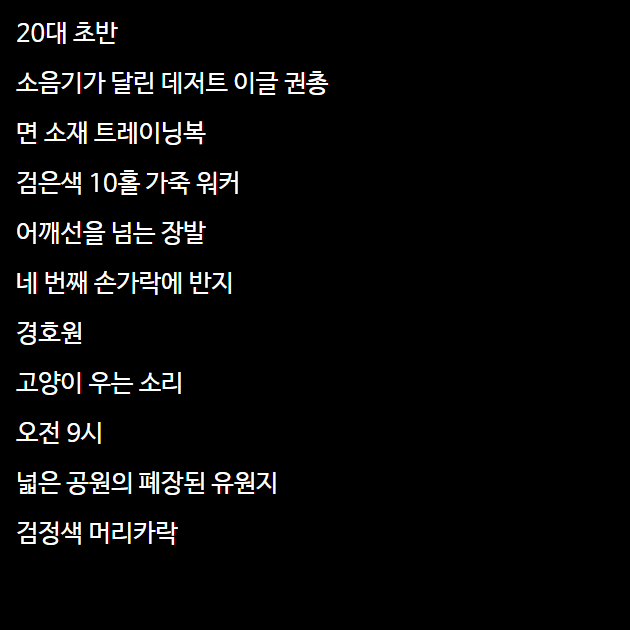 20대 초반
소음기가 달린 데저트 이글 권총
면 소재 트레이닝복
검은색 10홀 가죽 워커
어깨선을 넘는 장발
네 번째 손가락에 반지
경호원
고양이 우는 소리
오전 9시
넓은 공원의 폐장된 유원지
검정색 머리카락